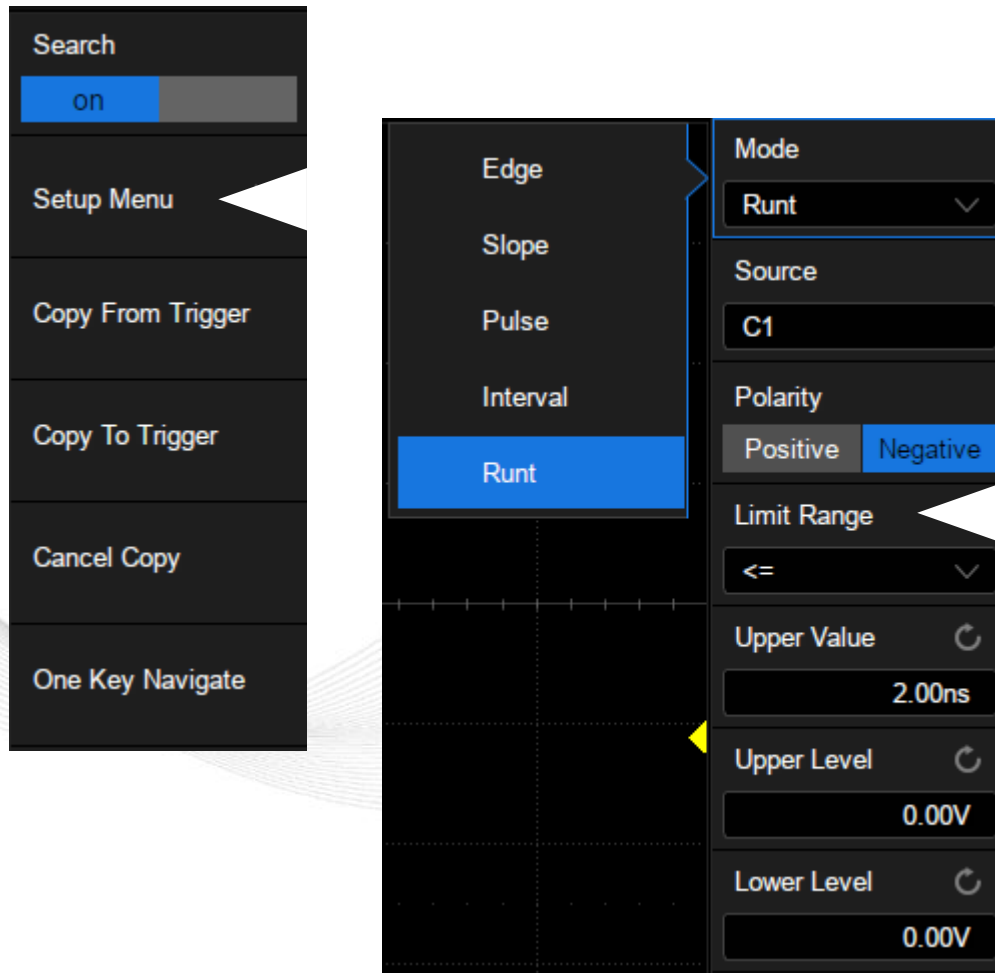 Search
on
Setup Menu
Copy From Trigger
Copy To Trigger
Cancel Copy
One Key Navigate
Edge
Slope
Pulse
Interval
Runt
Mode
Runt
Source
C1
Polarity
Positive Negative
Limit Range
<=
Upper Value
2.00ns
Upper Level
0.00V
Lower Level
0.00V